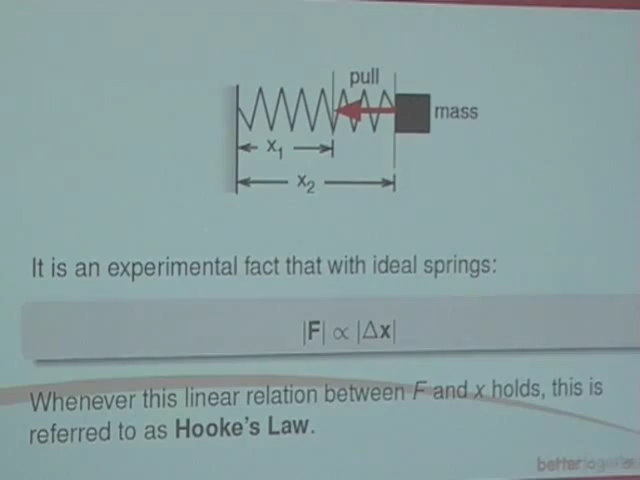 pull
mass
x1
x2
It is an experimental fact that with ideal springs:
|F| ∝ |Δx|
Whenever this linear relation between F and x holds, this is
referred to as Hooke's Law.
better